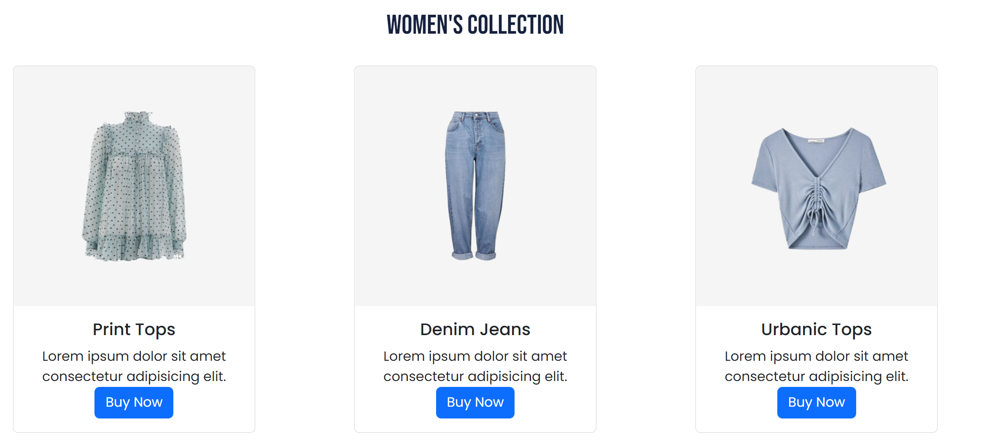 WOMEN'S COLLECTION
Print Tops
Lorem ipsum dolor sit amet
consectetur adipisicing elit.
Buy Now
Denim Jeans
Lorem ipsum dolor sit amet
consectetur adipisicing elit.
Buy Now
Urbanic Tops
Lorem ipsum dolor sit amet
consectetur adipisicing elit.
Buy Now